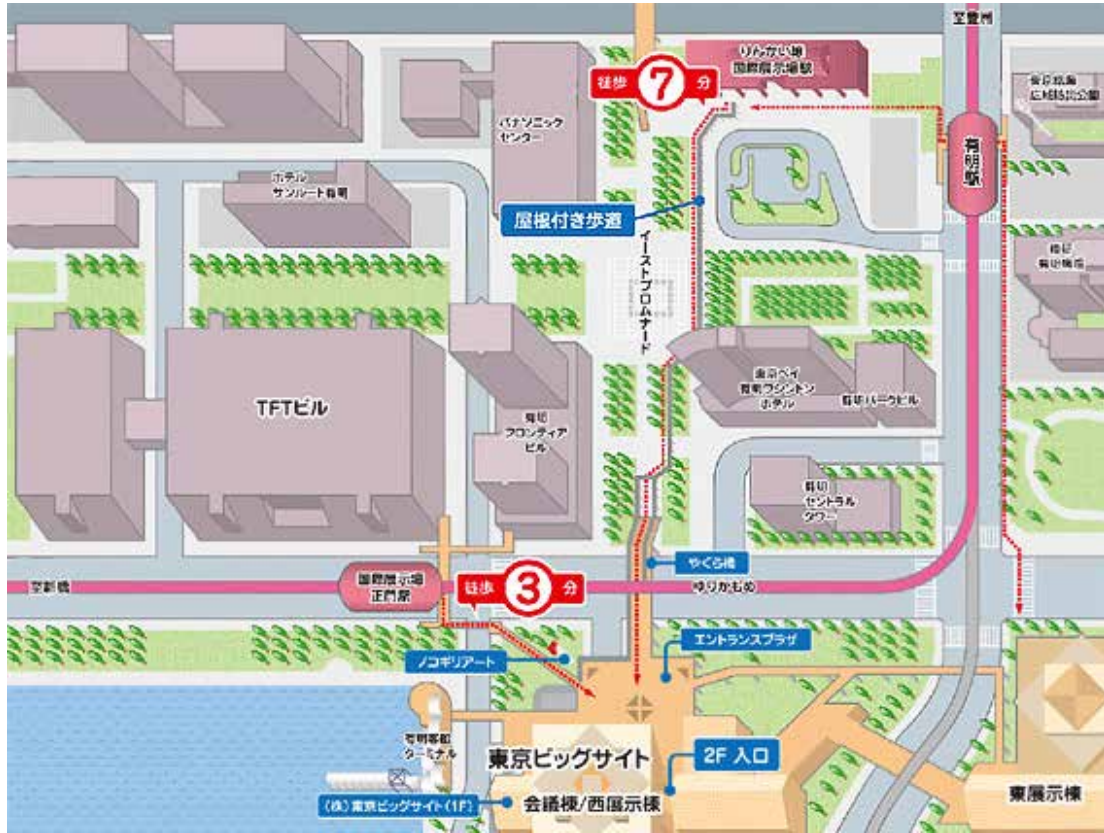 至豊洲
りんかい線
国際展示場駅
徒歩 7 分
パナソニック
センター
有明駅
ホテル
サンルート有明
屋根付き歩道
イーストプロムナード
東京ベイ
有明ワシントン
ホテル
有明パークビル
TFTビル
有明
フロンティア
ビル
有明
セントラル
タワー
やぐら橋
至新橋
国際展示場
正門駅
徒歩 3 分
ゆりかもめ
ノコギリアート
エントランスプラザ
有明客船
ターミナル
東京ビッグサイト
2F 入口
(株)東京ビッグサイト(1F)
会議棟/西展示棟
東展示棟